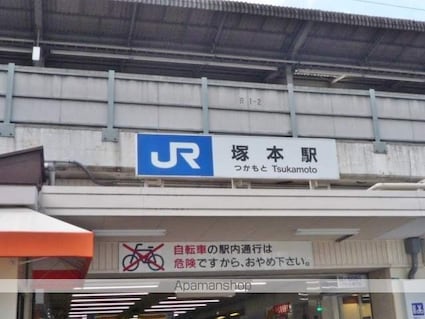 R1-2
JR 塚本駅
つかもと Tsukamoto
自転車の駅内通行は
危険ですから、おやめ下さい。
Apamanshop